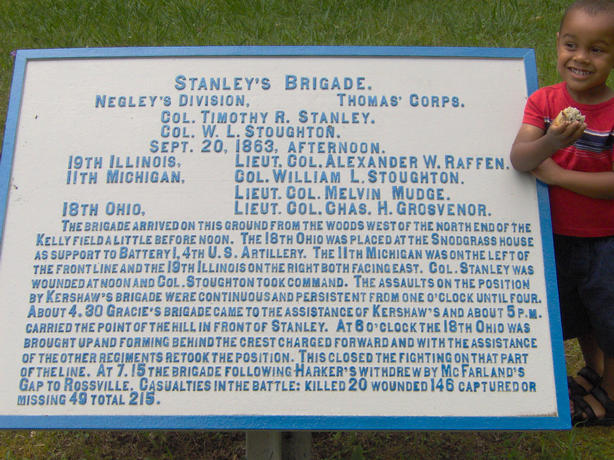 STANLEY'S BRIGADE.
NEGLEY'S DIVISION, THOMAS' CORPS.
COL. TIMOTHY R. STANLEY.
COL. W. L. STOUGHTON.
SEPT. 20, 1863, AFTERNOON.
19TH ILLINOIS, LIEUT. COL. ALEXANDER W. RAFFEN.
11TH MICHIGAN, COL. WILLIAM L. STOUGHTON.
LIEUT. COL. MELVIN MUDGE.
18TH OHIO, LIEUT. COL. CHAS. H. GROSVENOR.
THE BRIGADE ARRIVED ON THIS GROUND FROM THE WOODS WEST OF THE NORTH END OF THE
KELLY FIELD A LITTLE BEFORE NOON. THE 18TH OHIO WAS PLACED AT THE SNODGRASS HOUSE
AS SUPPORT TO BATTERY I, 4TH U.S. ARTILLERY. THE 11TH MICHIGAN WAS ON THE LEFT OF
THE FRONT LINE AND THE 19TH ILLINOIS ON THE RIGHT BOTH FACING EAST. COL. STANLEY WAS
WOUNDED AT NOON AND COL. STOUGHTON TOOK COMMAND. THE ASSAULTS ON THE POSITION
BY KERSHAW'S BRIGADE WERE CONTINUOUS AND PERSISTENT FROM ONE O'CLOCK UNTIL FOUR.
ABOUT 4.30 GRACIE'S BRIGADE CAME TO THE ASSISTANCE OF KERSHAW'S AND ABOUT 5 P.M.
CARRIED THE POINT OF THE HILL IN FRONT OF STANLEY. AT 6 O'CLOCK THE 18TH OHIO WAS
BROUGHT UP AND FORMING BEHIND THE CREST CHARGED FORWARD AND WITH THE ASSISTANCE
OF THE OTHER REGIMENTS RETOOK THE POSITION. THIS CLOSED THE FIGHTING ON THAT PART
OF THE LINE. AT 7.15 THE BRIGADE FOLLOWING HARKER'S WITHDREW BY MCFARLAND'S
GAP TO ROSSVILLE. CASUALTIES IN THE BATTLE: KILLED 20 WOUNDED 146 CAPTURED OR
MISSING 49 TOTAL 215.